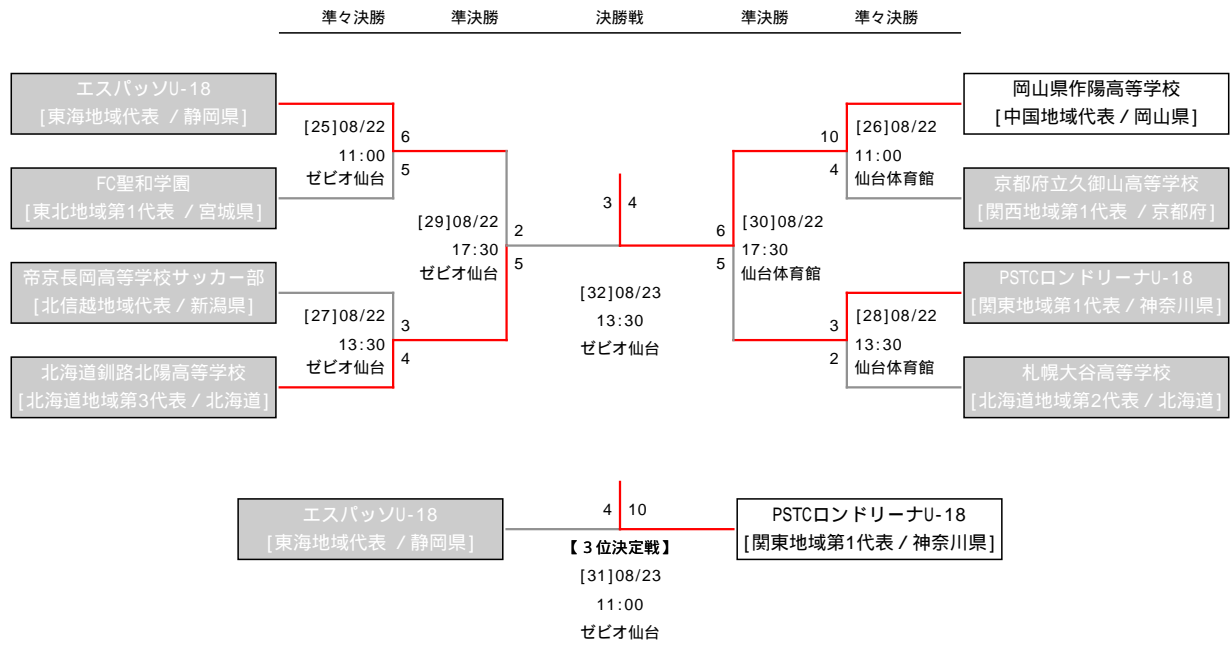 準々決勝 準決勝 決勝戦 準決勝 準々決勝
エスパッソU-18
[東海地域代表 / 静岡県]
[25]08/22
11:00
ゼビオ仙台
6
5
FC聖和学園
[東北地域第1代表 / 宮城県]
[29]08/22
17:30
ゼビオ仙台
2
5
帝京長岡高等学校サッカー部
[北信越地域代表 / 新潟県]
[27]08/22
13:30
ゼビオ仙台
3
4
北海道釧路北陽高等学校
[北海道地域第3代表 / 北海道]
3 4
[32]08/23
13:30
ゼビオ仙台
岡山県作陽高等学校
[中国地域代表 / 岡山県]
10
4
[26]08/22
11:00
仙台体育館
京都府立久御山高等学校
[関西地域第1代表 / 京都府]
6
5
[30]08/22
17:30
仙台体育館
PSTCロンドリーナU-18
[関東地域第1代表 / 神奈川県]
3
2
[28]08/22
13:30
仙台体育館
札幌大谷高等学校
[北海道地域第2代表 / 北海道]
エスパッソU-18
[東海地域代表 / 静岡県]
4 10
【3位決定戦】
[31]08/23
11:00
ゼビオ仙台
PSTCロンドリーナU-18
[関東地域第1代表 / 神奈川県]